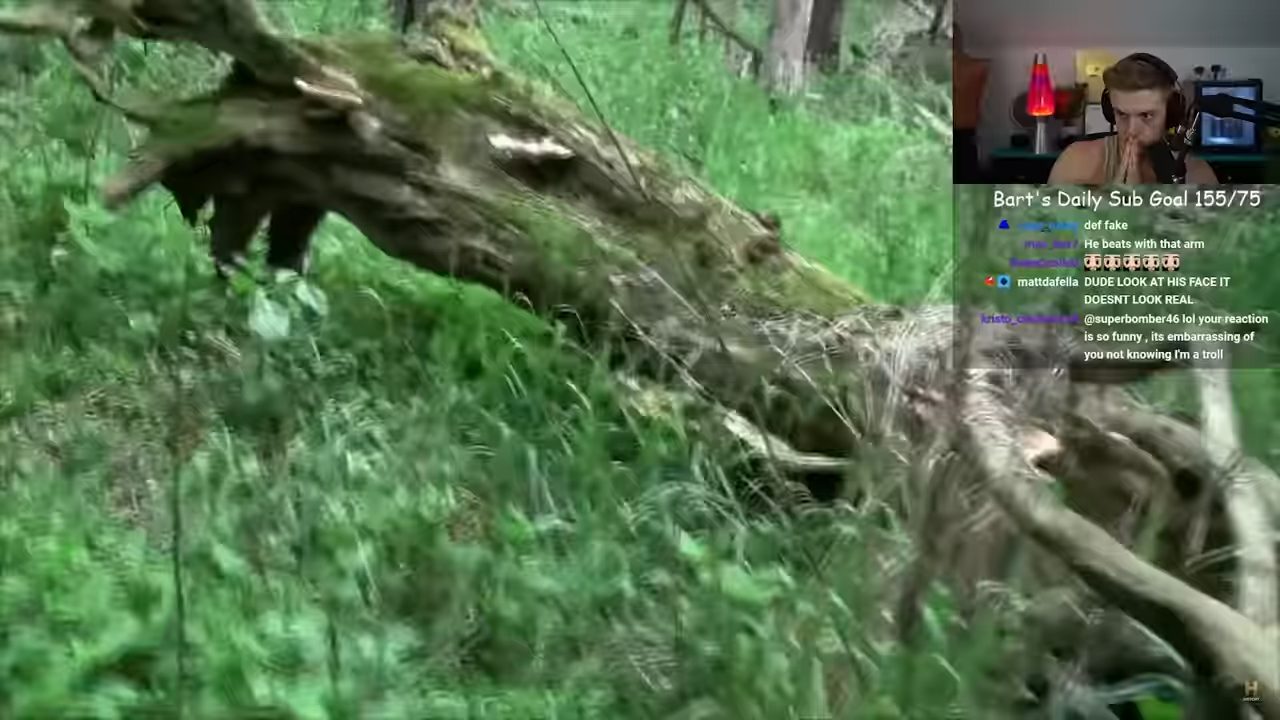 Bart's Daily Sub Goal 155/75
def fake
He beats with that arm
mattdafella DUDE LOOK AT HIS FACE IT
DOESNT LOOK REAL
@superbomber46 lol your reaction
is so funny , its embarrassing of
you not knowing I'm a troll
H